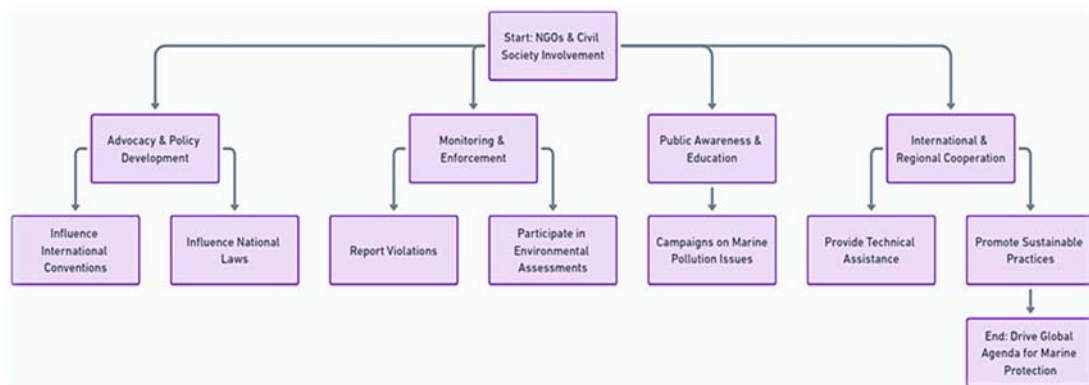 Start: NGOs & Civil
Society Involvement
Advocacy & Policy
Development
Monitoring &
Enforcement
Public Awareness &
Education
International &
Regional Cooperation
Influence
International
Conventions
Influence National
Laws
Report Violations
Participate in
Environmental
Assessments
Campaigns on Marine
Pollution Issues
Provide Technical
Assistance
Promote Sustainable
Practices
End: Drive Global
Agenda for Marine
Protection